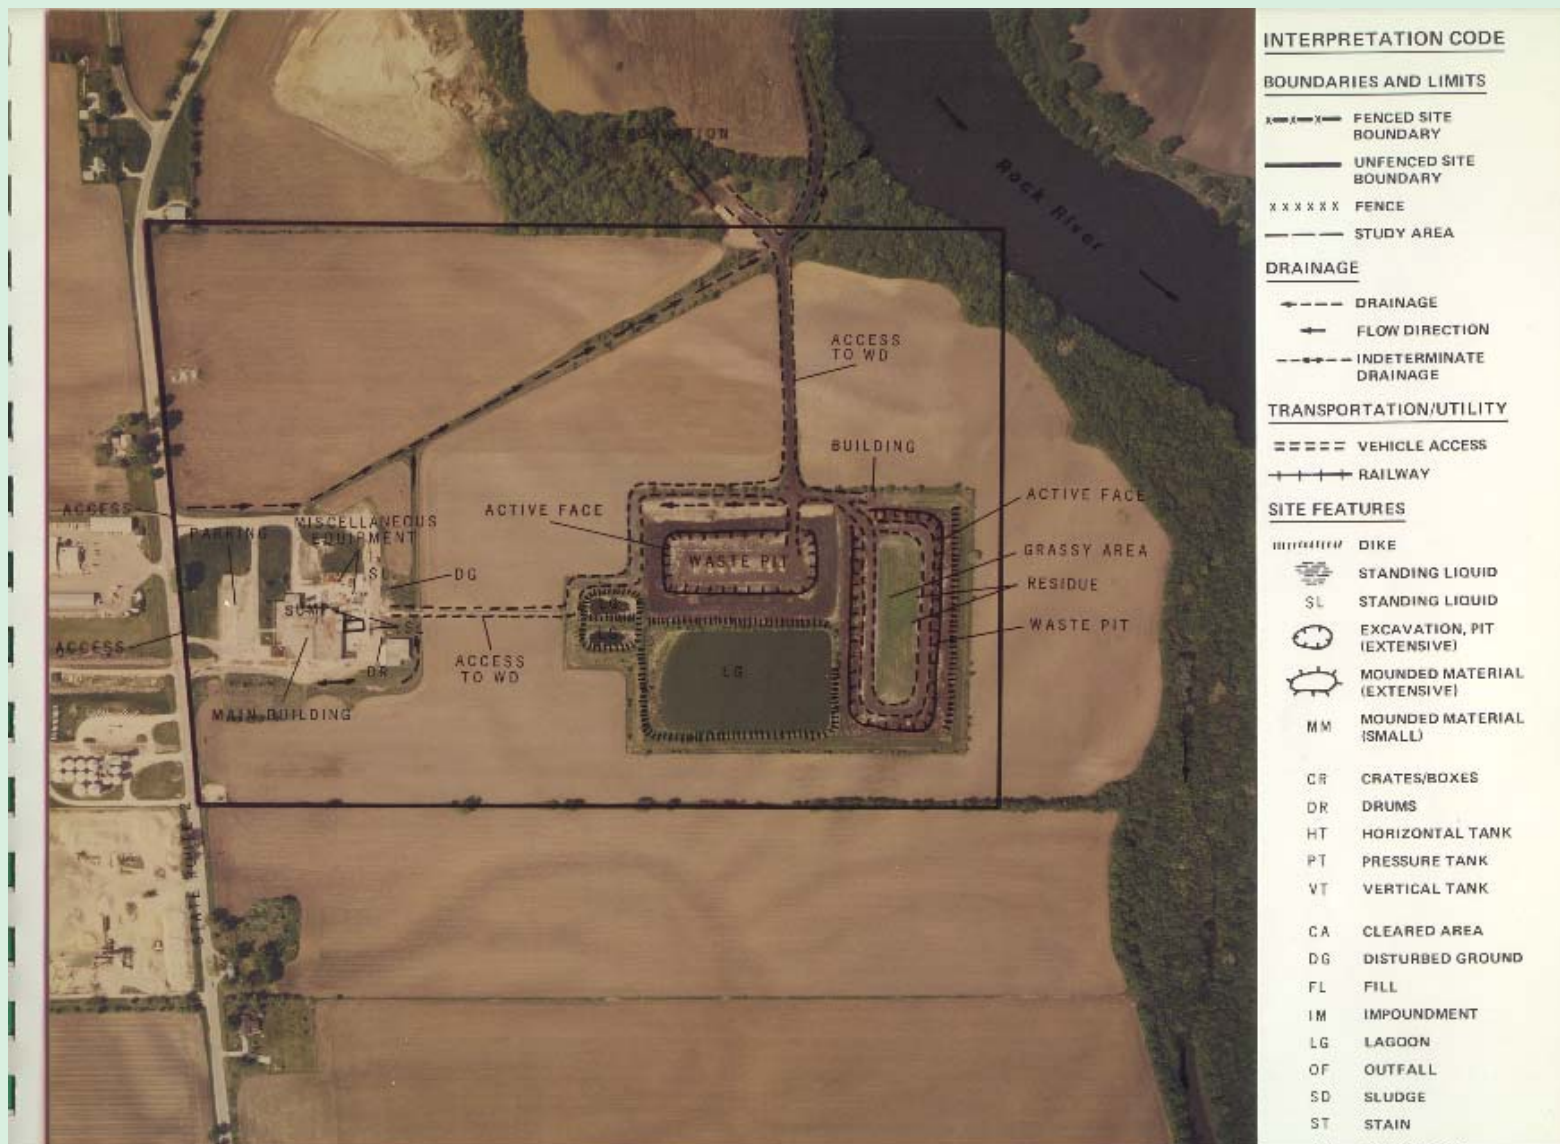 EXCAVATION
Rock River
ACCESS
TO WD
BUILDING
ACTIVE FACE
ACTIVE FACE
ACCESS
PARKING
MISCELLANEOUS
EQUIPMENT
SL
DG
WASTE PIT
GRASSY AREA
RESIDUE
SUMP
WASTE PIT
ACCESS
ACCESS
TO WD
DR
LG
MAIN BUILDING
INTERPRETATION CODE
BOUNDARIES AND LIMITS
x—x—x— FENCED SITE
BOUNDARY
UNFENCED SITE
BOUNDARY
x x x x x x FENCE
STUDY AREA
DRAINAGE
DRAINAGE
FLOW DIRECTION
INDETERMINATE
DRAINAGE
TRANSPORTATION/UTILITY
VEHICLE ACCESS
RAILWAY
SITE FEATURES
DIKE
STANDING LIQUID
SL STANDING LIQUID
EXCAVATION, PIT
(EXTENSIVE)
MOUNDED MATERIAL
(EXTENSIVE)
MM MOUNDED MATERIAL
(SMALL)
CR CRATES/BOXES
DR DRUMS
HT HORIZONTAL TANK
PT PRESSURE TANK
VT VERTICAL TANK
CA CLEARED AREA
DG DISTURBED GROUND
FL FILL
IM IMPOUNDMENT
LG LAGOON
OF OUTFALL
SD SLUDGE
ST STAIN